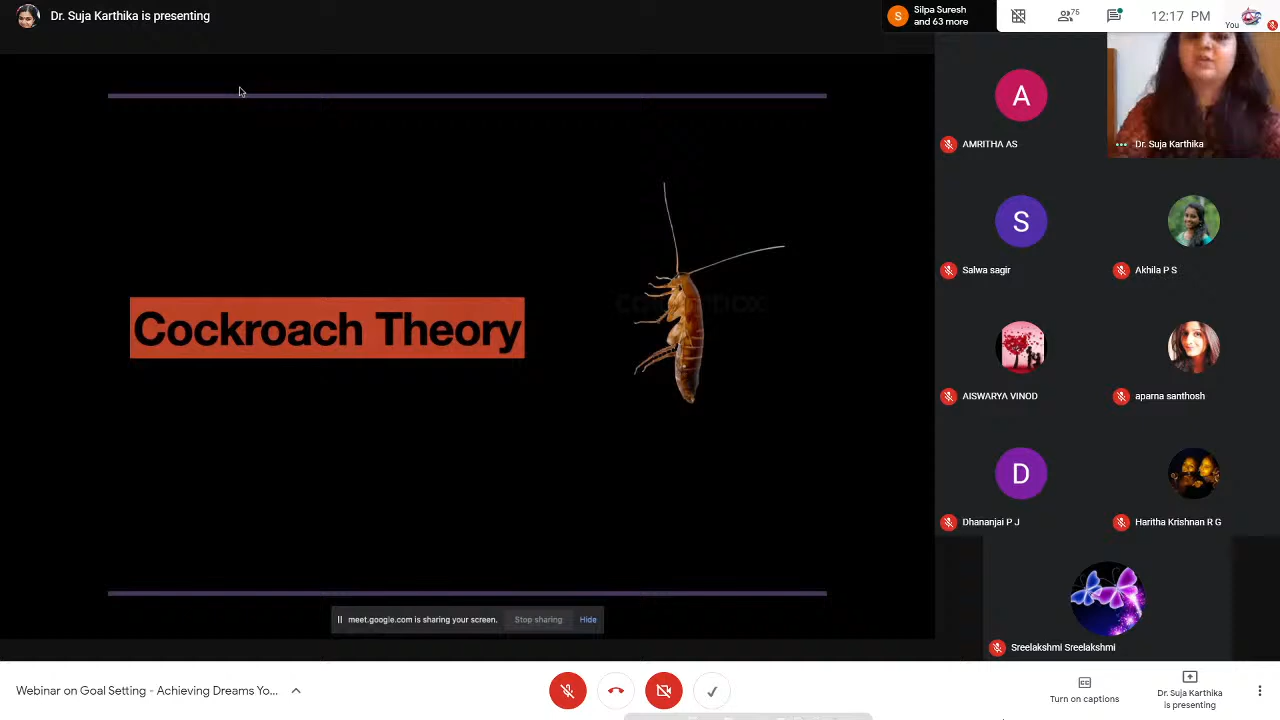 Dr. Suja Karthika is presenting
S
Silpa Suresh
and 63 more
75
12:17 PM
You
A
AMRITHA AS
Dr. Suja Karthika
S
Salwa sagir
Akhila P S
Cockroach Theory
AISWARYA VINOD
aparna santhosh
D
Dhananjai P J
Haritha Krishnan R G
meet.google.com is sharing your screen.
Stop sharing
Hide
Sreelakshmi Sreelakshmi
Webinar on Goal Setting - Achieving Dreams Yo...
Turn on captions
Dr. Suja Karthika
is presenting